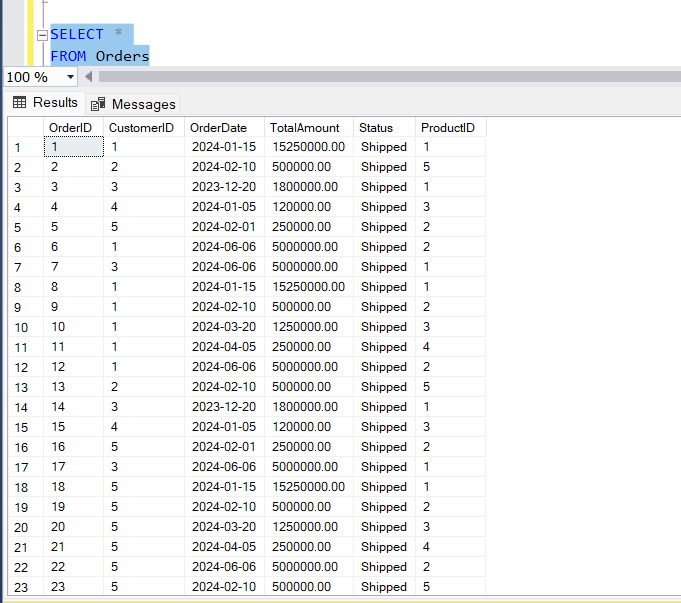 SELECT *
FROM Orders
100 %
Results Messages
OrderID CustomerID OrderDate TotalAmount Status ProductID
1 1 1 2024-01-15 15250000.00 Shipped 1
2 2 2 2024-02-10 500000.00 Shipped 5
3 3 3 2023-12-20 1800000.00 Shipped 1
4 4 4 2024-01-05 120000.00 Shipped 3
5 5 5 2024-02-01 250000.00 Shipped 2
6 6 1 2024-06-06 5000000.00 Shipped 2
7 7 3 2024-06-06 5000000.00 Shipped 1
8 8 1 2024-01-15 15250000.00 Shipped 1
9 9 1 2024-02-10 500000.00 Shipped 2
10 10 1 2024-03-20 1250000.00 Shipped 3
11 11 1 2024-04-05 250000.00 Shipped 4
12 12 1 2024-06-06 5000000.00 Shipped 2
13 13 2 2024-02-10 500000.00 Shipped 5
14 14 3 2023-12-20 1800000.00 Shipped 1
15 15 4 2024-01-05 120000.00 Shipped 3
16 16 5 2024-02-01 250000.00 Shipped 2
17 17 3 2024-06-06 5000000.00 Shipped 1
18 18 5 2024-01-15 15250000.00 Shipped 1
19 19 5 2024-02-10 500000.00 Shipped 2
20 20 5 2024-03-20 1250000.00 Shipped 3
21 21 5 2024-04-05 250000.00 Shipped 4
22 22 5 2024-06-06 5000000.00 Shipped 2
23 23 5 2024-02-10 500000.00 Shipped 5